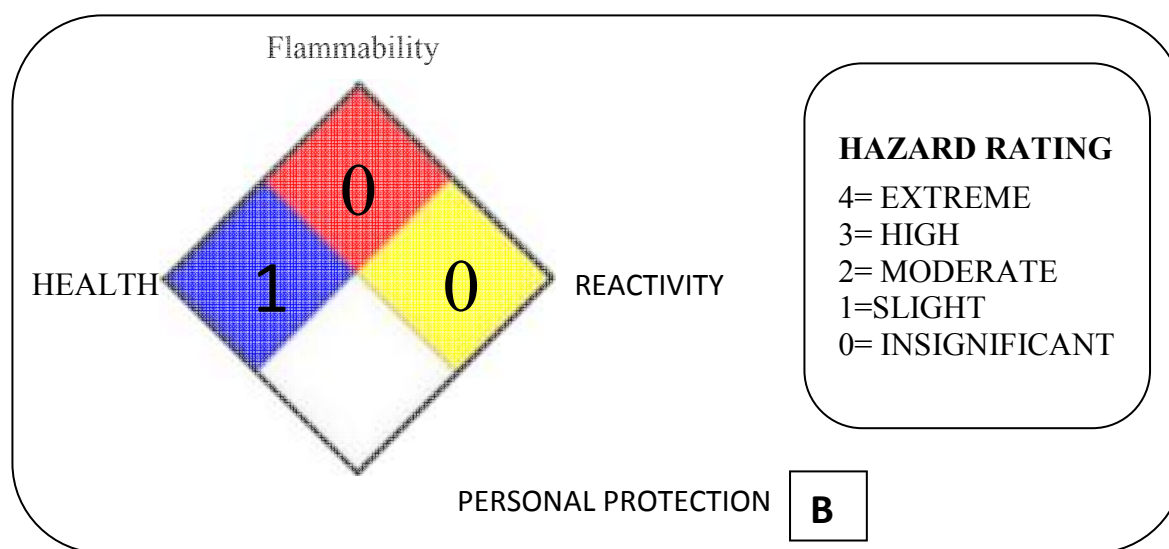 Flammability
0
HEALTH 1 0 REACTIVITY
PERSONAL PROTECTION B
HAZARD RATING
4= EXTREME
3= HIGH
2= MODERATE
1=SLIGHT
0= INSIGNIFICANT